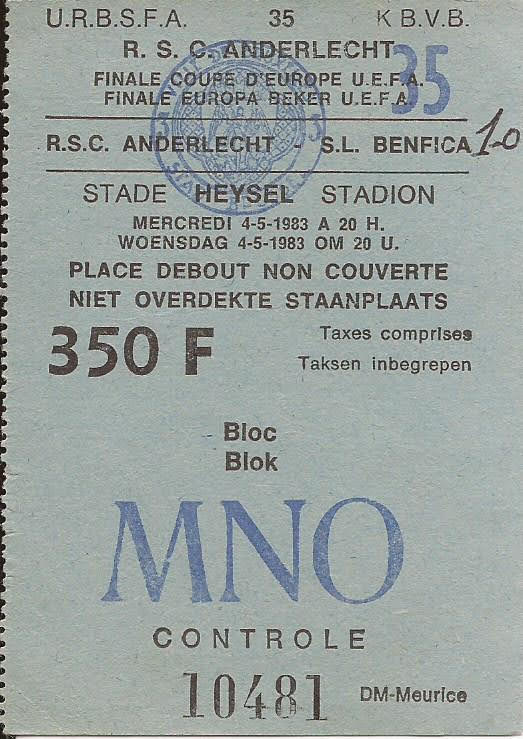 U.R.B.S.F.A. 35 K B.V.B.
R. S. C. ANDERLECHT
35
FINALE COUPE D'EUROPE U.E.F.A.
FINALE EUROPA BEKER U.E.F.A
R.S.C. ANDERLECHT - S.L. BENFICA 1-0
STADE HEYSEL STADION
MERCREDI 4-5-1983 A 20 H.
WOENSDAG 4-5-1983 OM 20 U.
PLACE DEBOUT NON COUVERTE
NIET OVERDEKTE STAANPLAATS
350 F
Taxes comprises
Taksen inbegrepen
Bloc
Blok
MNO
CONTROLE
10481
DM-Meurice